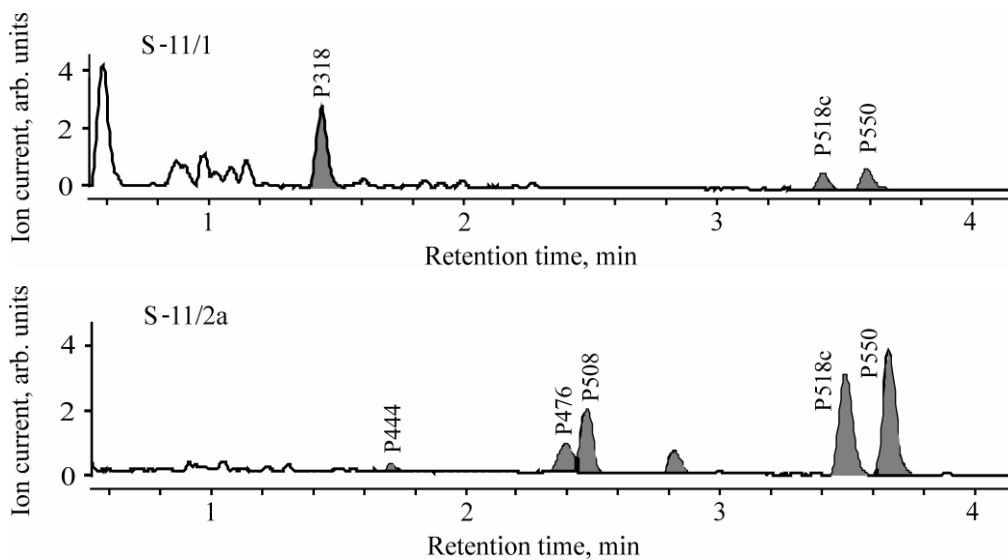 S-11/1
Ion current, arb. units
4
2
0
P318
P518c
P550
1 2 3 4
Retention time, min
S-11/2a
Ion current, arb. units
4
2
0
P444
P476
P508
P518c
P550
1 2 3 4
Retention time, min